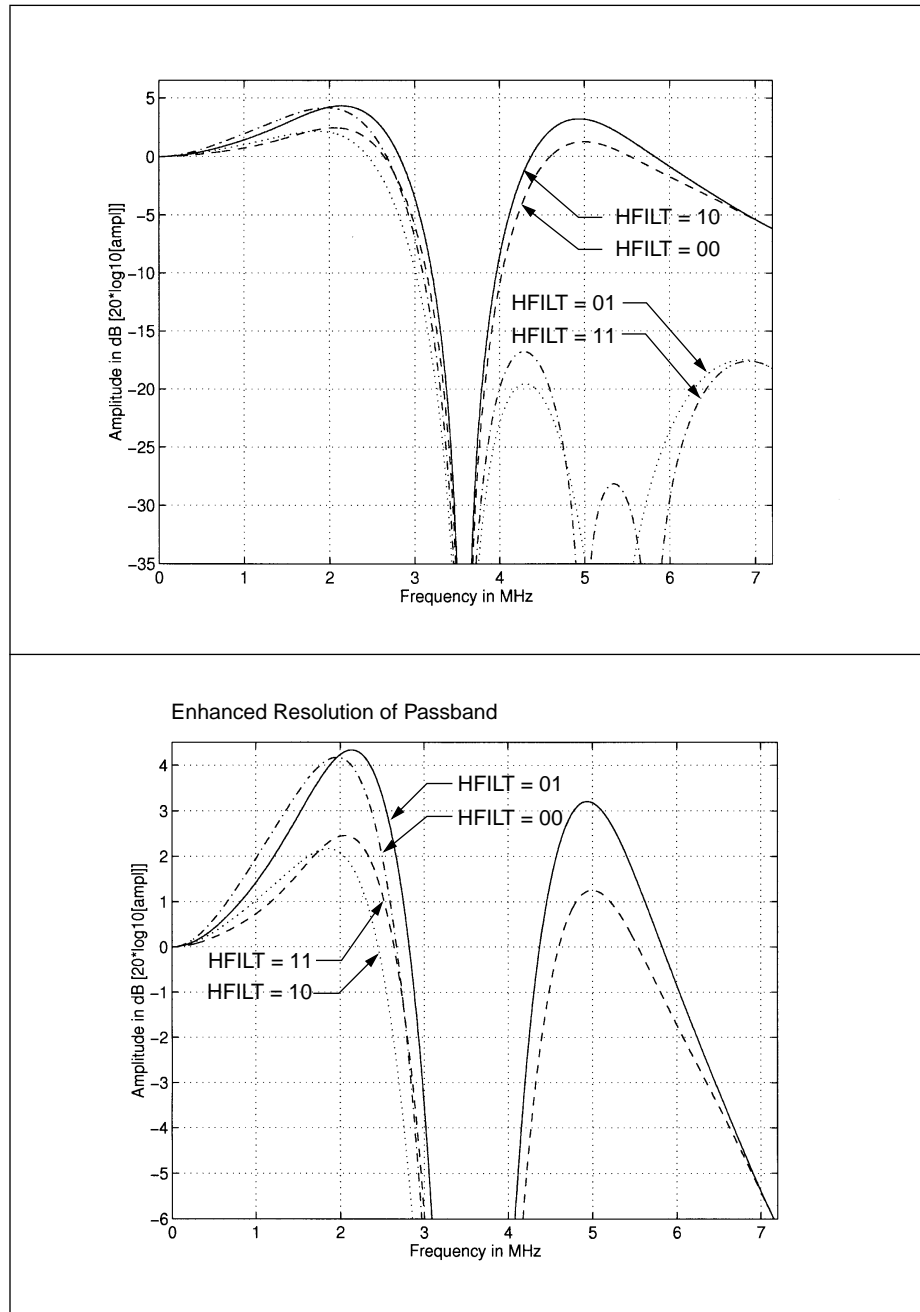 5
0
−5
−10
−15
−20
−25
−30
−35
Amplitude in dB [20*log10[ampl]]
HFILT = 10
HFILT = 00
HFILT = 01
HFILT = 11
0 1 2 3 4 5 6 7
Frequency in MHz
Enhanced Resolution of Passband
4
3
2
1
0
−1
−2
−3
−4
−5
−6
Amplitude in dB [20*log10[ampl]]
HFILT = 01
HFILT = 00
HFILT = 11
HFILT = 10
0 1 2 3 4 5 6 7
Frequency in MHz